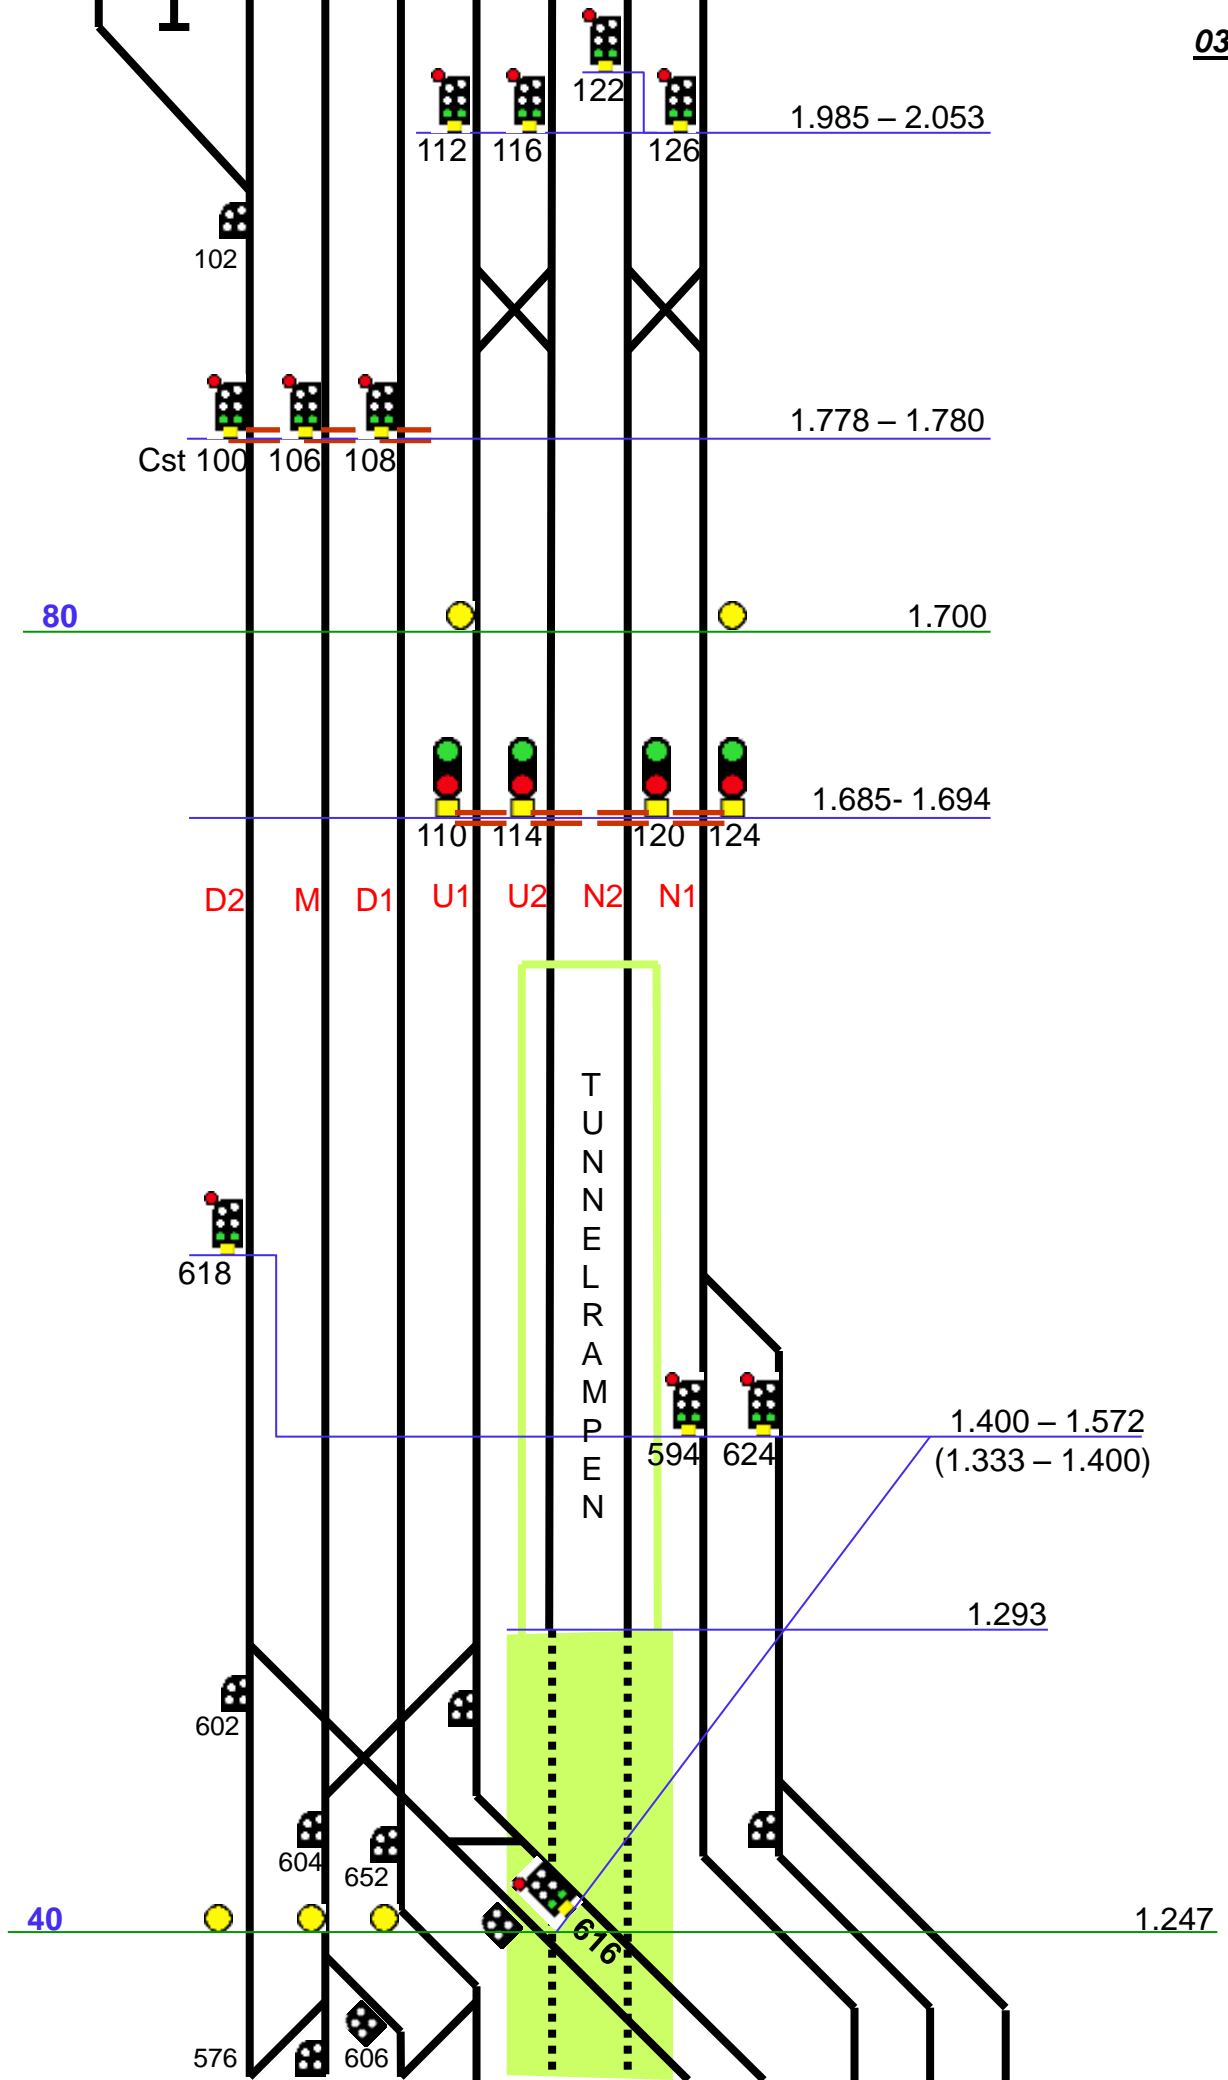 03
122
1.985 – 2.053
112 116 126
102
1.778 – 1.780
Cst 100 106 108
80 1.700
1.685- 1.694
110 114 120 124
D2 M D1 U1 U2 N2 N1
T
U
N
N
E
L
R
A
M
P
E
N
618
1.400 – 1.572
594 624 (1.333 – 1.400)
1.293
602
604 652
40 1.247
616
576 606